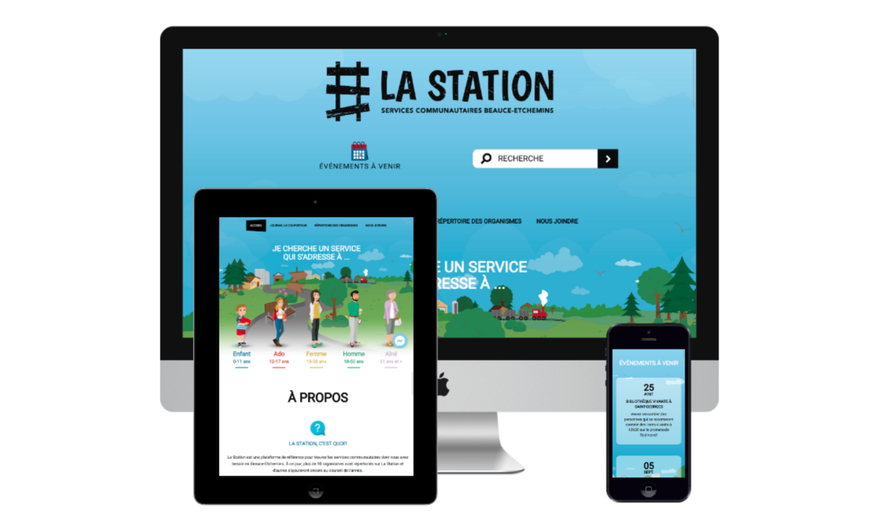 LA STATION
SERVICES COMMUNAUTAIRES BEAUCE-ETCHEMINS
ÉVÉNEMENTS À VENIR
RECHERCHE
RÉPERTOIRE DES ORGANISMES NOUS JOINDRE
E UN SERVICE
RESSE À ...
ACCUEIL RÉPERTOIRE DES ORGANISMES NOUS JOINDRE
JE CHERCHE UN SERVICE
QUI S'ADRESSE À ...
Enfant Ado Femme Homme Aîné
0-11 ans 12-17 ans 18-50 ans 18-50 ans 51 ans et +
À PROPOS
?
LA STATION, C'EST QUOI?
La Station est une plateforme de référence pour trouver les services communautaires dont vous avez
besoin en Beauce-Etchemins. À ce jour, plus de 90 organismes sont répertoriés sur La Station et
d'autres s'ajouteront encore au courant de l'année.
ÉVÉNEMENTS À VENIR
25
AOUT
BIBLIOTHÈQUE VIVANTE À
SAINT-GEORGES
05
SEPT